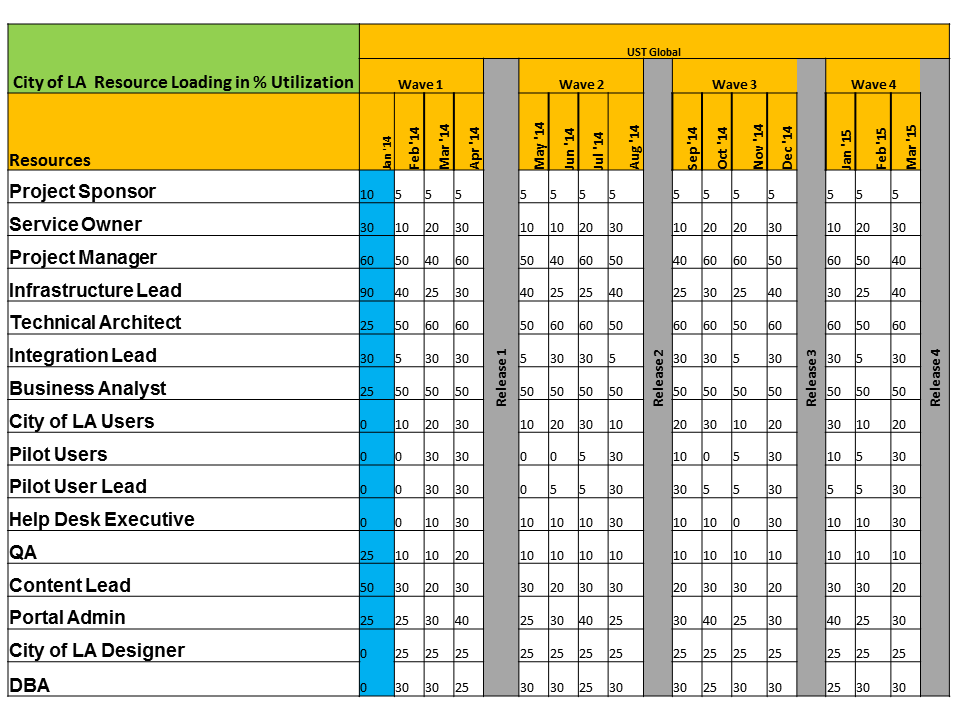 UST Global
City of LA  Resource Loading in % Utilization
Wave 1 Wave 2 Wave 3 Wave 4
Resources Jan '14 Feb '14 Mar '14 Apr '14 May '14 Jun '14 Jul '14 Aug '14 Sep '14 Oct '14 Nov '14 Dec '14 Jan '15 Feb '15 Mar '15
Project Sponsor 10 5 5 5 5 5 5 5 5 5 5 5 5 5 5
Service Owner 30 10 20 30 10 10 20 30 10 20 20 30 10 20 30
Project Manager 60 50 40 60 50 40 60 50 40 60 60 50 60 50 40
Infrastructure Lead 90 40 25 30 40 25 25 40 25 30 25 40 30 25 40
Technical Architect 25 50 60 60 50 60 60 50 60 60 50 60 60 50 60
Integration Lead 30 5 30 30 5 30 30 5 30 30 5 30 30 5 30
Business Analyst 25 50 50 50 50 50 50 50 50 50 50 50 50 50 50
City of LA Users 0 10 20 30 10 20 30 10 20 30 10 20 30 10 20
Pilot Users 0 0 30 30 0 0 5 30 10 0 5 30 10 5 30
Pilot User Lead 0 0 30 30 0 5 5 30 30 5 5 30 5 5 30
Help Desk Executive 0 0 10 30 10 10 10 30 10 10 0 30 10 10 30
QA 25 10 10 20 10 10 10 10 10 10 10 10 10 10 10
Content Lead 50 30 20 30 30 20 30 30 20 30 30 20 30 30 20
Portal Admin 25 25 30 40 25 30 40 25 30 40 25 30 40 25 30
City of LA Designer 0 25 25 25 25 25 25 25 25 25 25 25 25 25 25
DBA 0 30 30 25 30 30 25 30 30 25 30 30 25 30 30
Release 1
Release 2
Release 3
Release 4